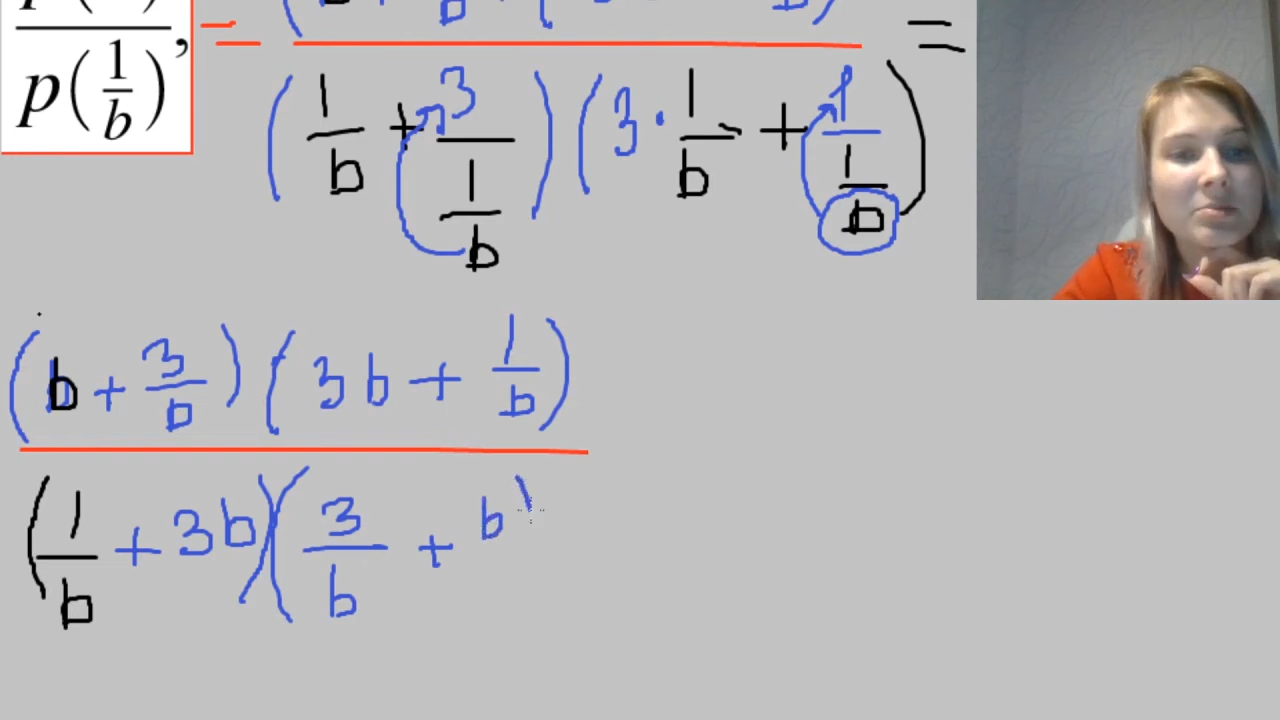 p( )/p(1/b), = ( b )( b ) / (1/b + 3/(1/b))(3 · 1/b + 1/(1/b)) =
(b + 3/b)(3b + 1/b)
/ (1/b + 3b)(3/b + b)